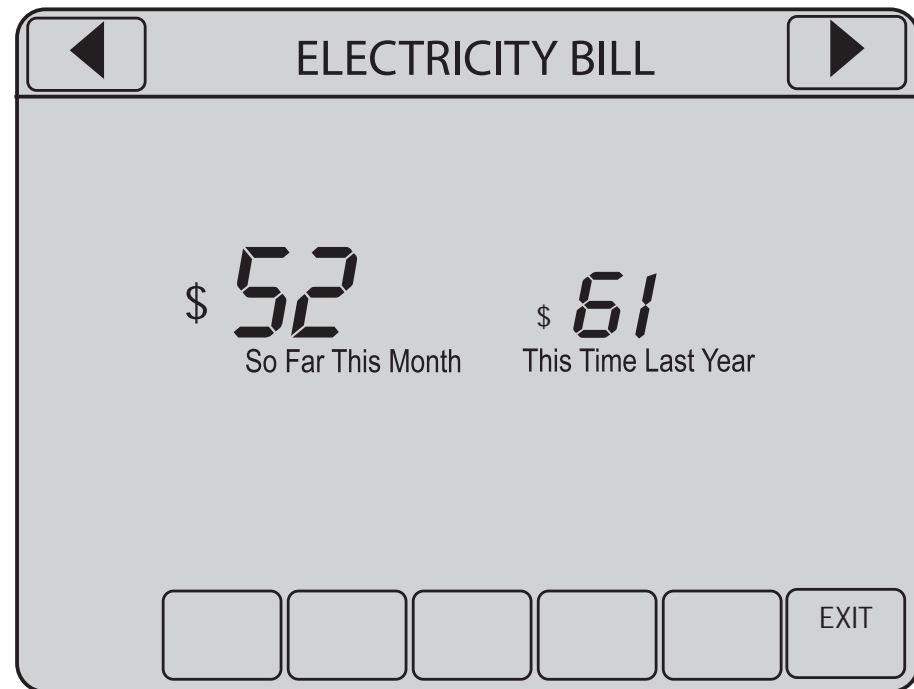 ELECTRICITY BILL
$ 52 $ 61
So Far This Month This Time Last Year
EXIT